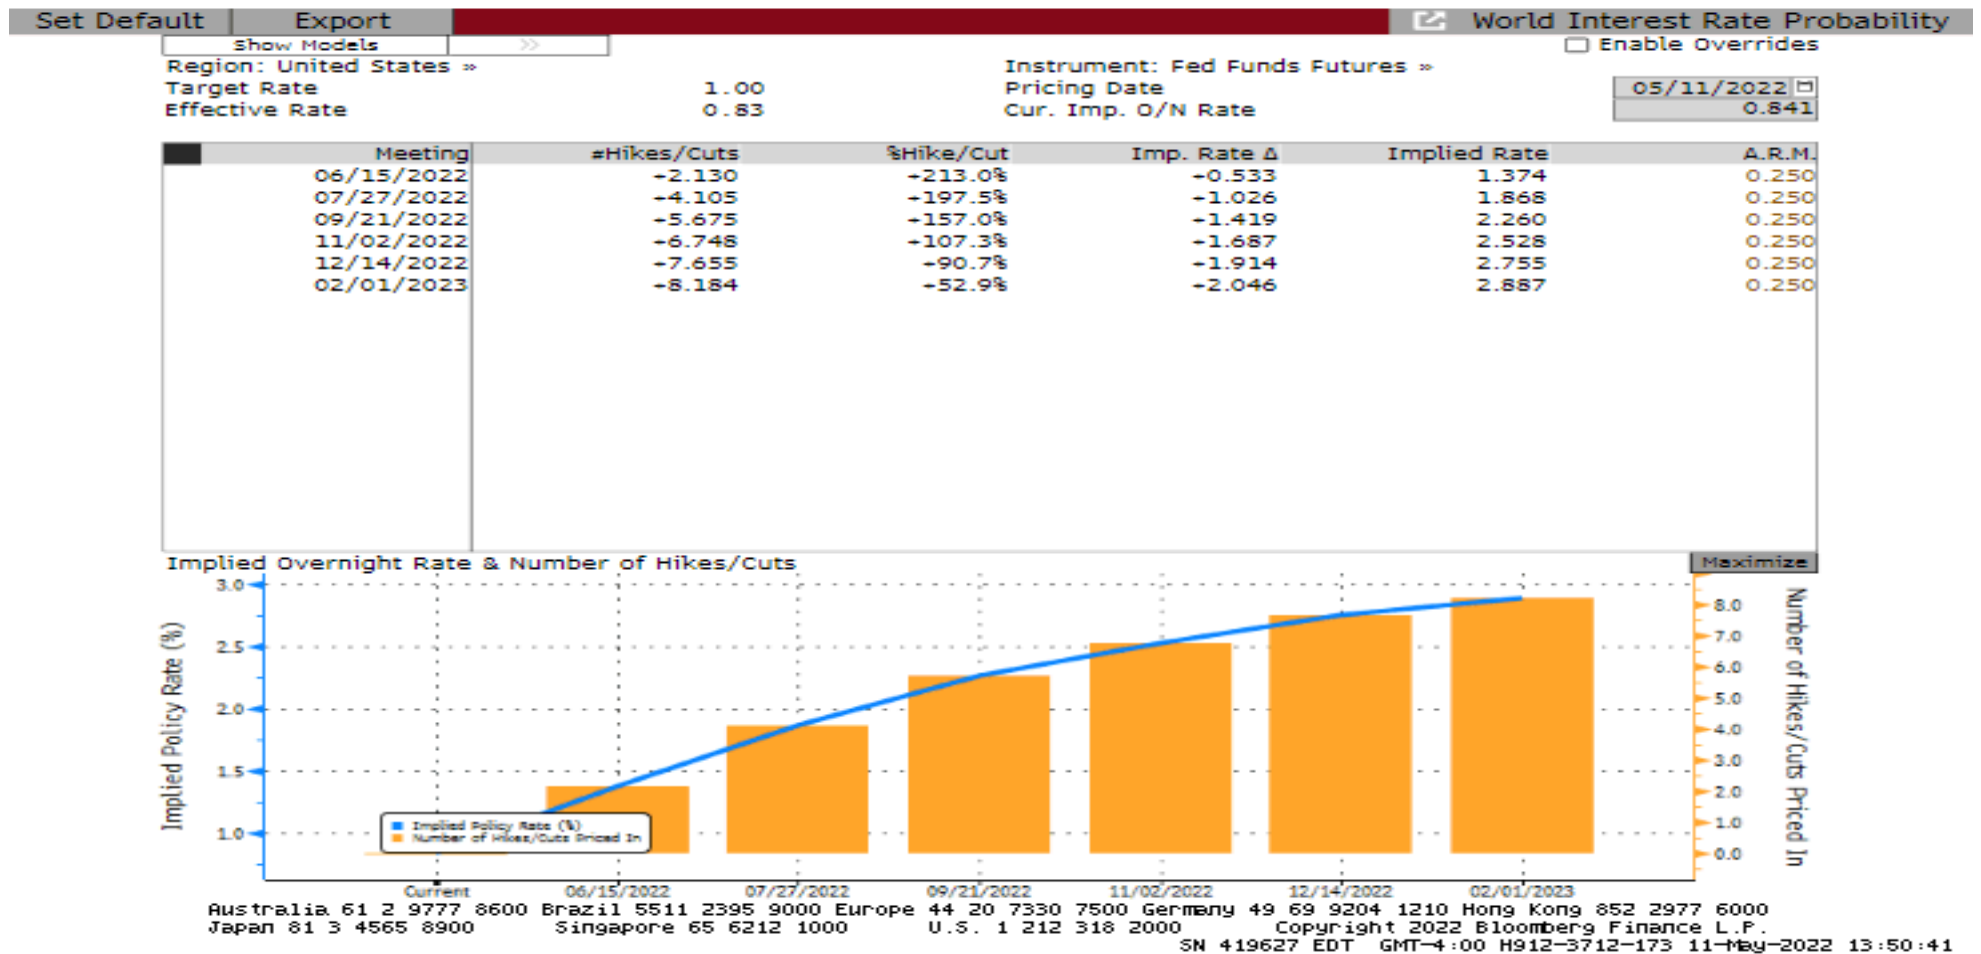 Set Default Export World Interest Rate Probability
Show Models >> Enable Overrides
Region: United States » Instrument: Fed Funds Futures »
Target Rate 1.00 Pricing Date 05/11/2022
Effective Rate 0.83 Cur. Imp. O/N Rate 0.841
Meeting #Hikes/Cuts %Hike/Cut Imp. Rate Δ Implied Rate A.R.M.
06/15/2022 +2.130 +213.0% +0.533 1.374 0.250
07/27/2022 +4.105 +197.5% +1.026 1.868 0.250
09/21/2022 +5.675 +157.0% +1.419 2.260 0.250
11/02/2022 +6.748 +107.3% +1.687 2.528 0.250
12/14/2022 +7.655 +90.7% +1.914 2.755 0.250
02/01/2023 +8.184 +52.9% +2.046 2.887 0.250
Implied Overnight Rate & Number of Hikes/Cuts Maximize
Implied Policy Rate (%)
3.0
2.5
2.0
1.5
1.0
Implied Policy Rate (%)
Number of Hikes/Cuts Priced In
8.0
7.0
6.0
5.0
4.0
3.0
2.0
1.0
0.0
Number of Hikes/Cuts Priced In
Current 06/15/2022 07/27/2022 09/21/2022 11/02/2022 12/14/2022 02/01/2023
Australia 61 2 9777 8600 Brazil 5511 2395 9000 Europe 44 20 7330 7500 Germany 49 69 9204 1210 Hong Kong 852 2977 6000
Japan 81 3 4565 8900 Singapore 65 6212 1000 U.S. 1 212 318 2000 Copyright 2022 Bloomberg Finance L.P.
SN 419627 EDT GMT-4:00 H912-3712-173 11-May-2022 13:50:41